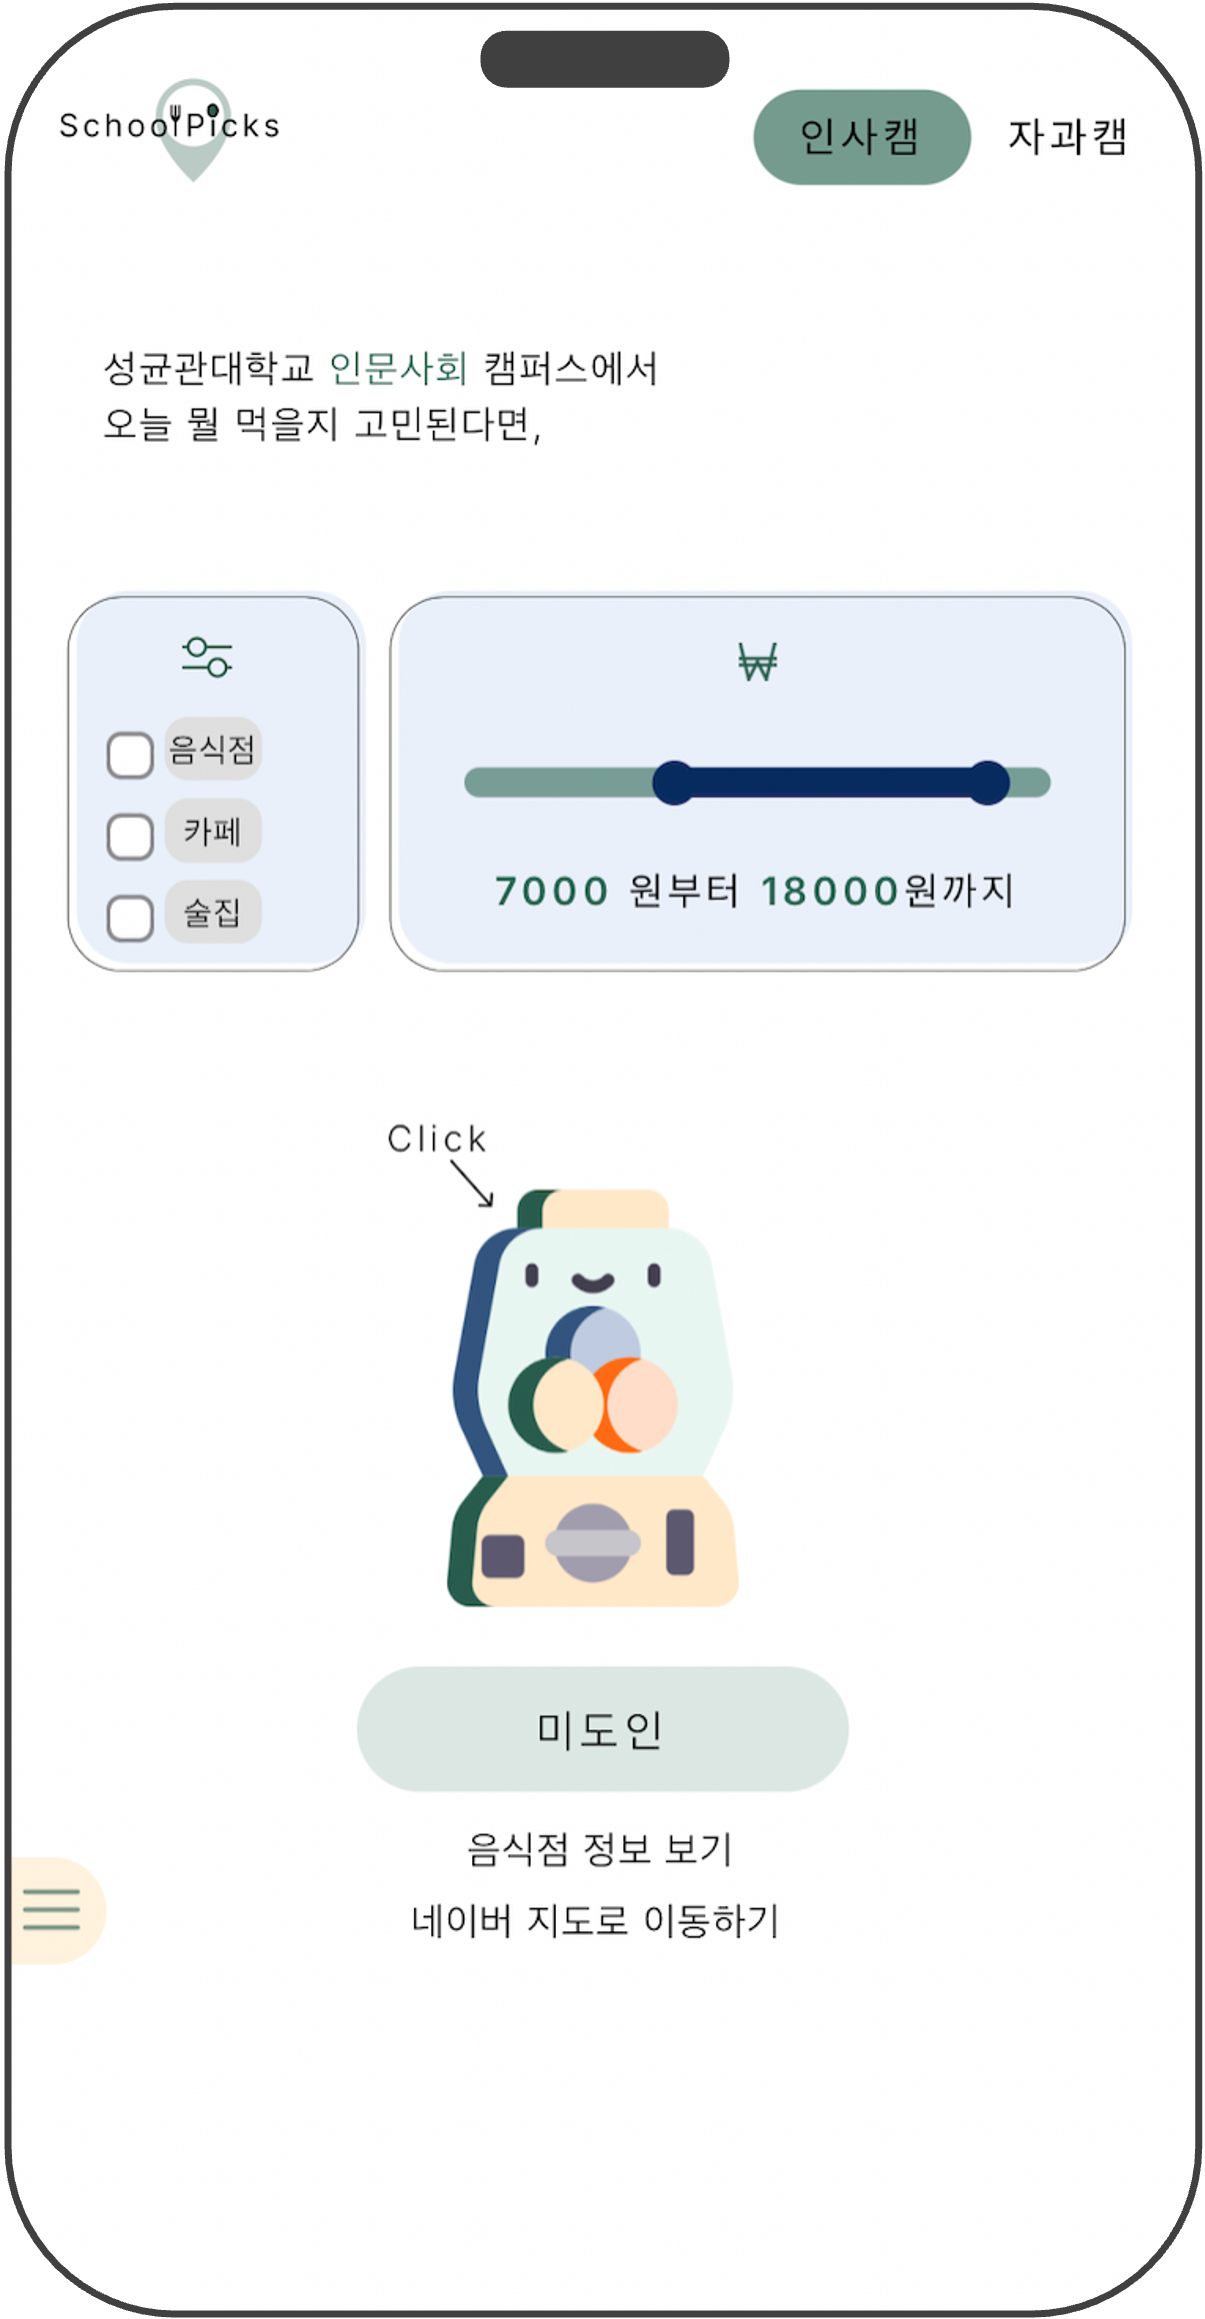 SchoolPicks
인사캠 자과캠
성균관대학교 인문사회 캠퍼스에서
오늘 뭘 먹을지 고민된다면,
₩
음식점
카페
술집
7000 원부터 18000원까지
Click
미도인
음식점 정보 보기
네이버 지도로 이동하기